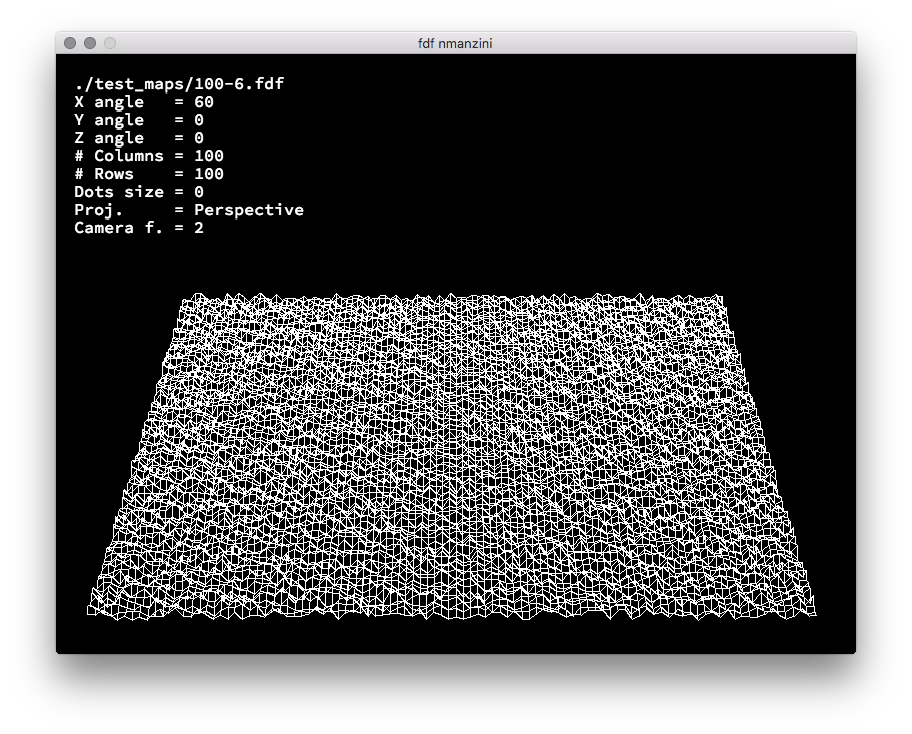 fdf nmanzini
./test_maps/100-6.fdf
X angle   = 60
Y angle   = 0
Z angle   = 0
# Columns = 100
# Rows    = 100
Dots size = 0
Proj.     = Perspective
Camera f. = 2